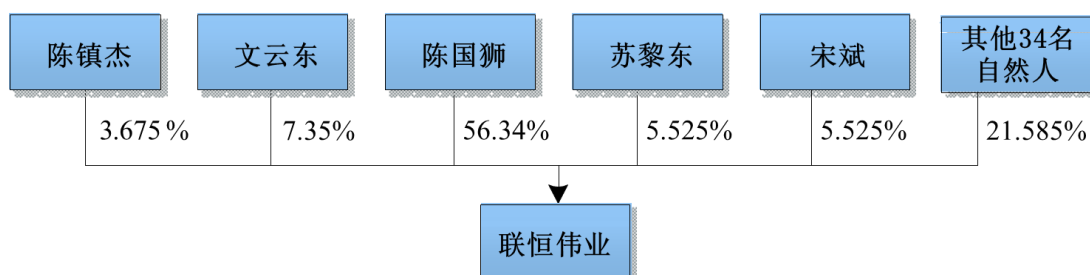 陈镇杰
文云东
陈国狮
苏黎东
宋斌
其他34名
自然人
3.675%
7.35%
56.34%
5.525%
5.525%
21.585%
联恒伟业